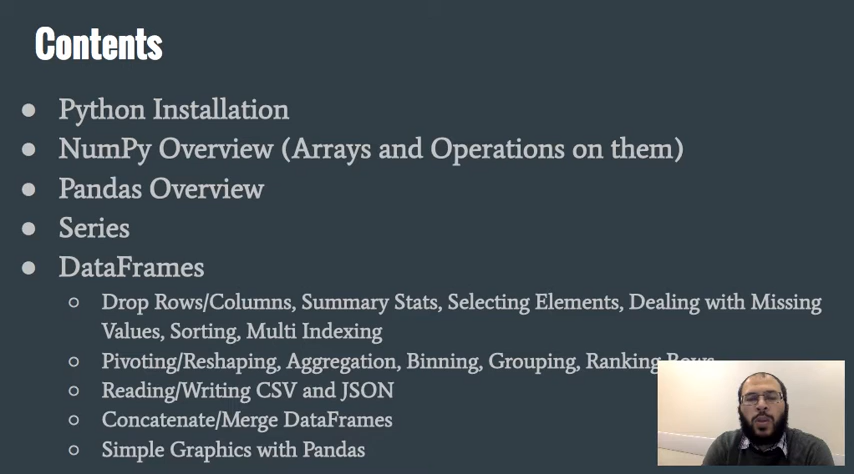 Contents
● Python Installation
● NumPy Overview (Arrays and Operations on them)
● Pandas Overview
● Series
● DataFrames
○ Drop Rows/Columns, Summary Stats, Selecting Elements, Dealing with Missing
Values, Sorting, Multi Indexing
○ Pivoting/Reshaping, Aggregation, Binning, Grouping, Ranking Rows
○ Reading/Writing CSV and JSON
○ Concatenate/Merge DataFrames
○ Simple Graphics with Pandas